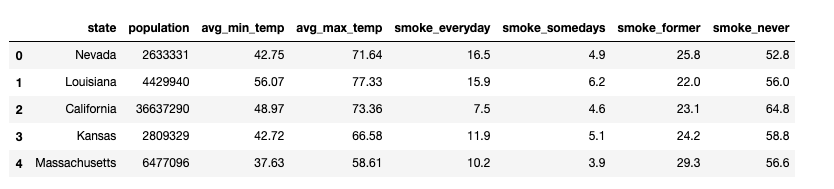 state population avg_min_temp avg_max_temp smoke_everyday smoke_somedays smoke_former smoke_never
0 Nevada 2633331 42.75 71.64 16.5 4.9 25.8 52.8
1 Louisiana 4429940 56.07 77.33 15.9 6.2 22.0 56.0
2 California 36637290 48.97 73.36 7.5 4.6 23.1 64.8
3 Kansas 2809329 42.72 66.58 11.9 5.1 24.2 58.8
4 Massachusetts 6477096 37.63 58.61 10.2 3.9 29.3 56.6